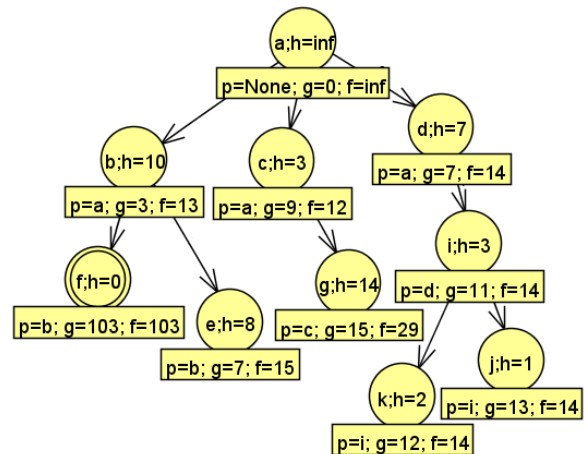 a;h=inf
p=None; g=0; f=inf
d;h=7
p=a; g=7; f=14
b;h=10
p=a; g=3; f=13
c;h=3
p=a; g=9; f=12
i;h=3
p=d; g=11; f=14
f;h=0
p=b; g=103; f=103
g;h=14
p=c; g=15; f=29
e;h=8
p=b; g=7; f=15
j;h=1
p=i; g=13; f=14
k;h=2
p=i; g=12; f=14